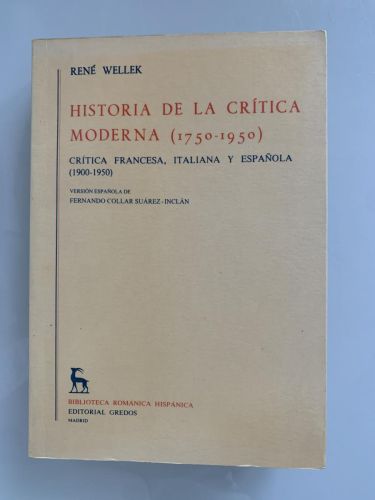 RENÉ WELLEK
HISTORIA DE LA CRÍTICA
MODERNA (1750-1950)
CRÍTICA FRANCESA, ITALIANA Y ESPAÑOLA
(1900-1950)
VERSIÓN ESPAÑOLA DE
FERNANDO COLLAR SUÁREZ-INCLÁN
BIBLIOTECA ROMÁNICA HISPÁNICA
EDITORIAL GREDOS
MADRID